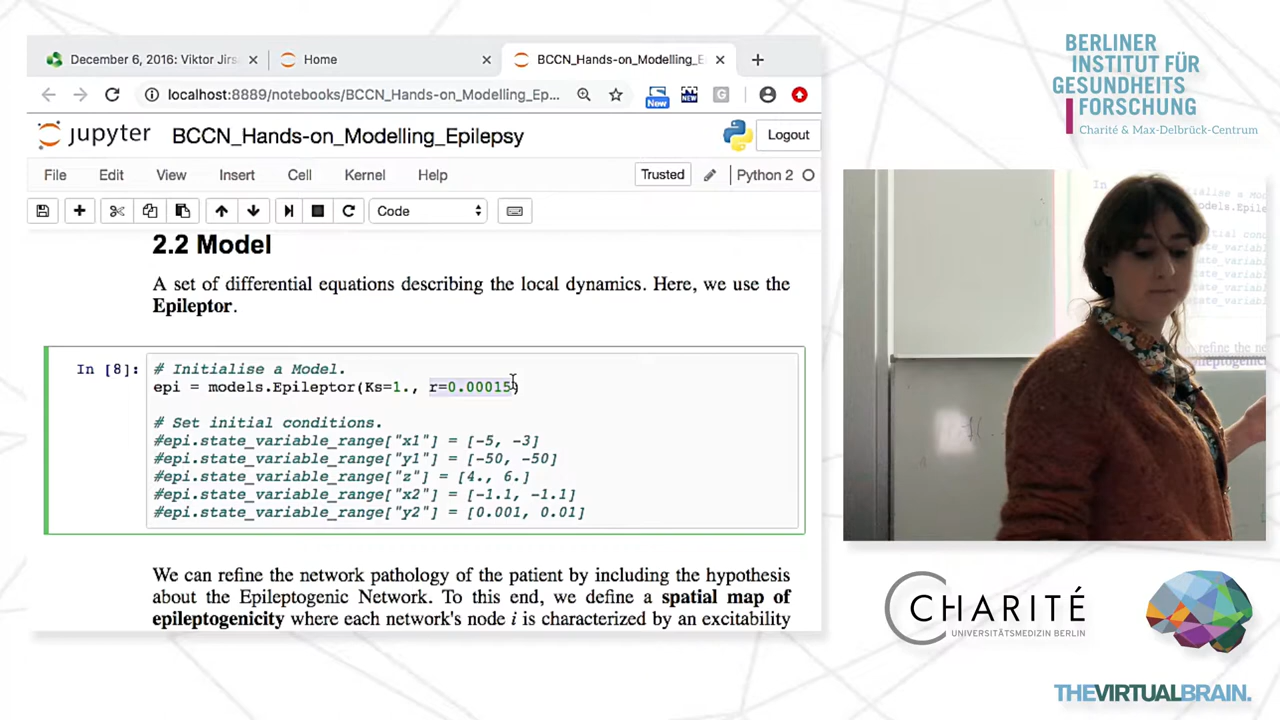 December 6, 2016: Viktor Jirs
Home
BCCN_Hands-on_Modelling_E
localhost:8889/notebooks/BCCN_Hands-on_Modelling_Ep...
New
New
jupyter
BCCN_Hands-on_Modelling_Epilepsy
Logout
File Edit View Insert Cell Kernel Help
Trusted
Python 2
Code
2.2 Model
A set of differential equations describing the local dynamics. Here, we use the
Epileptor.
In [8]:
# Initialise a Model.
epi = models.Epileptor(Ks=1., r=0.00015)
# Set initial conditions.
#epi.state_variable_range["x1"] = [-5, -3]
#epi.state_variable_range["y1"] = [-50, -50]
#epi.state_variable_range["z"] = [4., 6.]
#epi.state_variable_range["x2"] = [-1.1, -1.1]
#epi.state_variable_range["y2"] = [0.001, 0.01]
We can refine the network pathology of the patient by including the hypothesis
about the Epileptogenic Network. To this end, we define a spatial map of
epileptogenicity where each network's node i is characterized by an excitability
BERLINER
INSTITUT FÜR
GESUNDHEITS
FORSCHUNG
Charité & Max-Delbrück-Centrum
CHARITÉ
UNIVERSITÄTSMEDIZIN BERLIN
THEVIRTUALBRAIN.